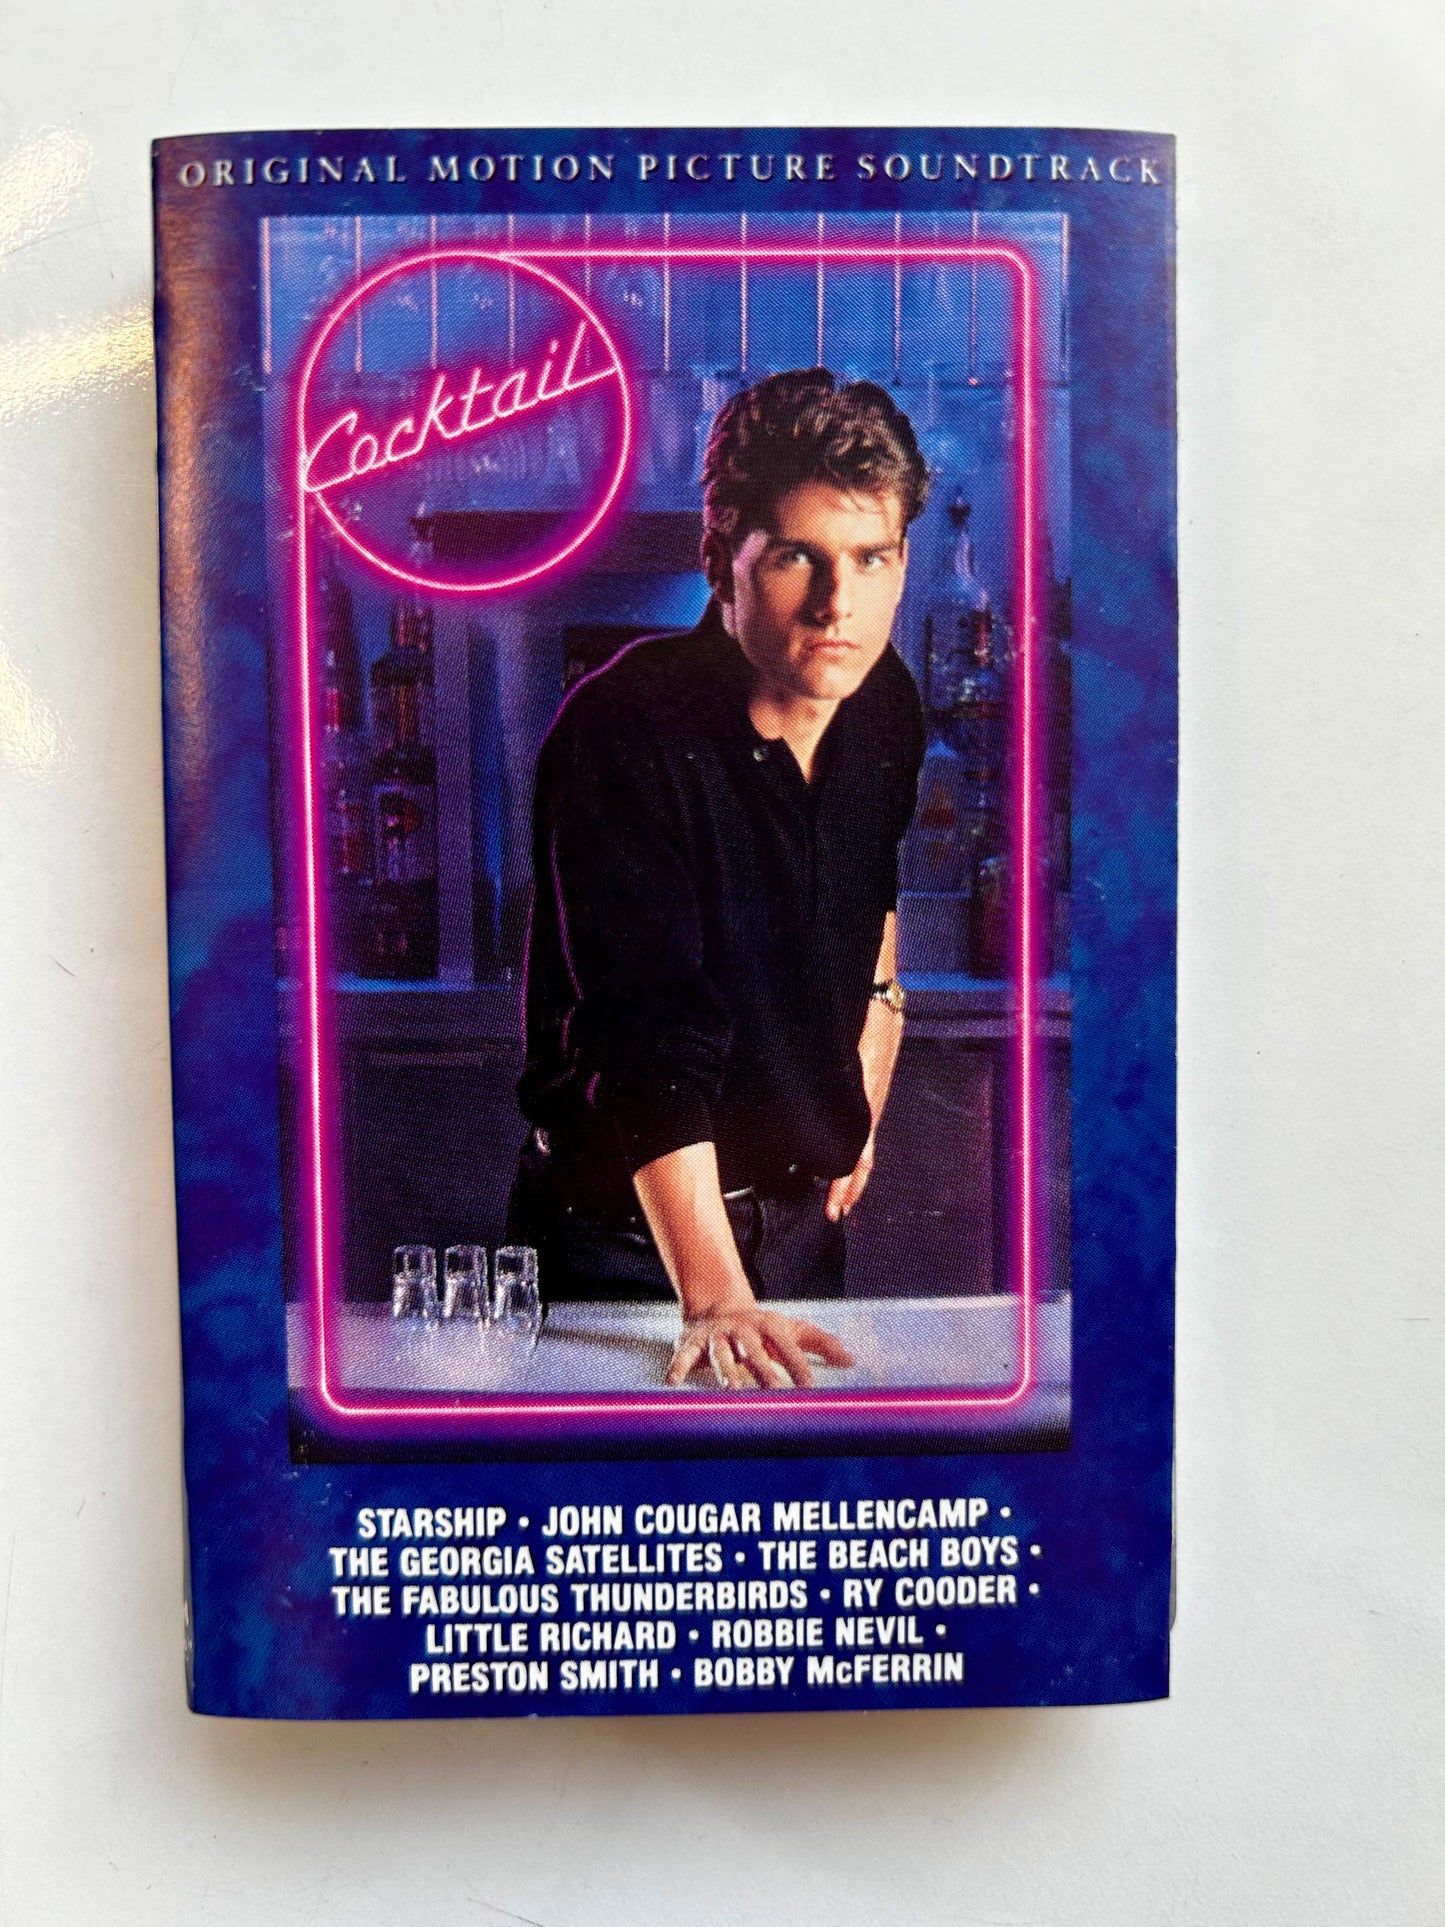 ORIGINAL MOTION PICTURE SOUNDTRACK
Cocktail
STARSHIP • JOHN COUGAR MELLENCAMP •
THE GEORGIA SATELLITES • THE BEACH BOYS •
THE FABULOUS THUNDERBIRDS • RY COODER •
LITTLE RICHARD • ROBBIE NEVIL •
PRESTON SMITH • BOBBY McFERRIN